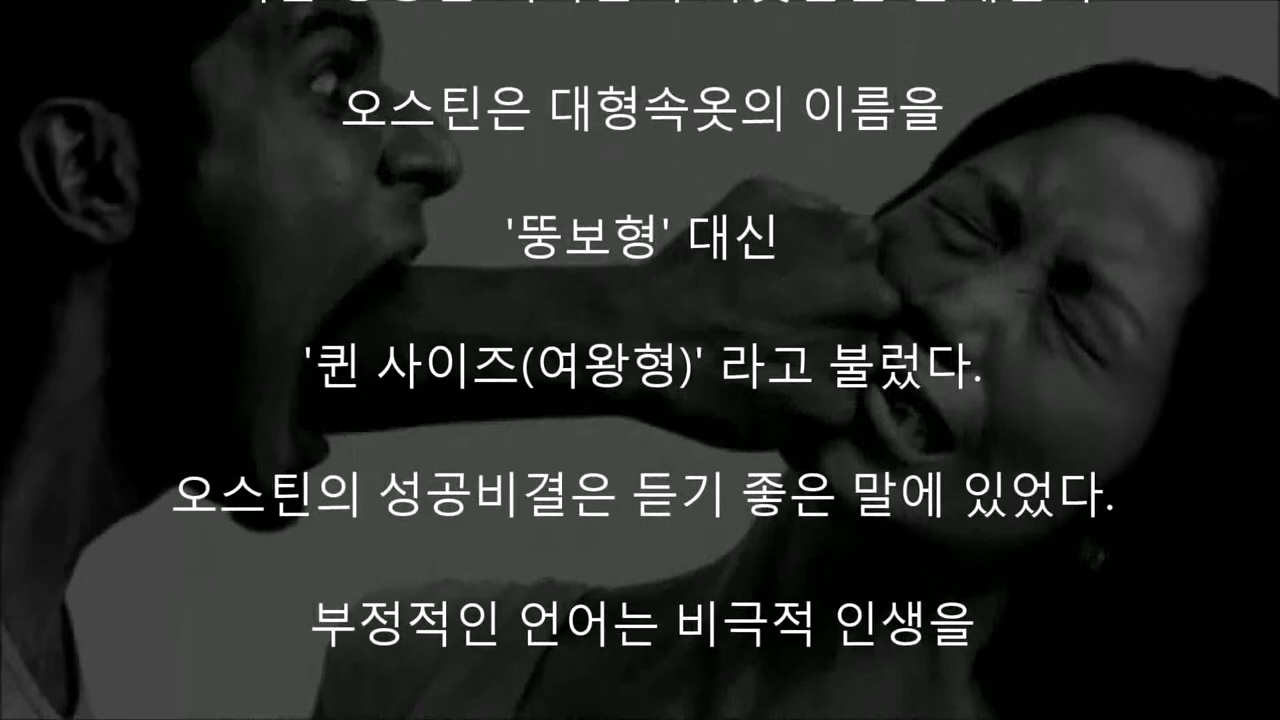 오스틴은 대형속옷의 이름을
'뚱보형' 대신
'퀸 사이즈(여왕형)' 라고 불렀다.
오스틴의 성공비결은 듣기 좋은 말에 있었다.
부정적인 언어는 비극적 인생을